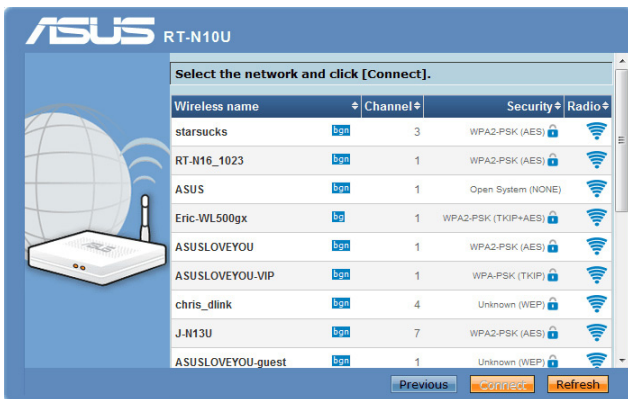 ASUS RT-N10U
Select the network and click [Connect].
Wireless name Channel Security Radio
starsucks bgn 3 WPA2-PSK (AES)
RT-N16_1023 bgn 1 WPA2-PSK (AES)
ASUS bgn 1 Open System (NONE)
Eric-WL500gx bg 1 WPA2-PSK (TKIP+AES)
ASUSLOVEYOU bgn 1 WPA2-PSK (AES)
ASUSLOVEYOU-VIP bgn 1 WPA-PSK (TKIP)
chris_dlink bgn 4 Unknown (WEP)
J-N13U bgn 7 WPA2-PSK (AES)
ASUSLOVEYOU-guest bgn 1 Unknown (WEP)
ASUS
Previous Connect Refresh